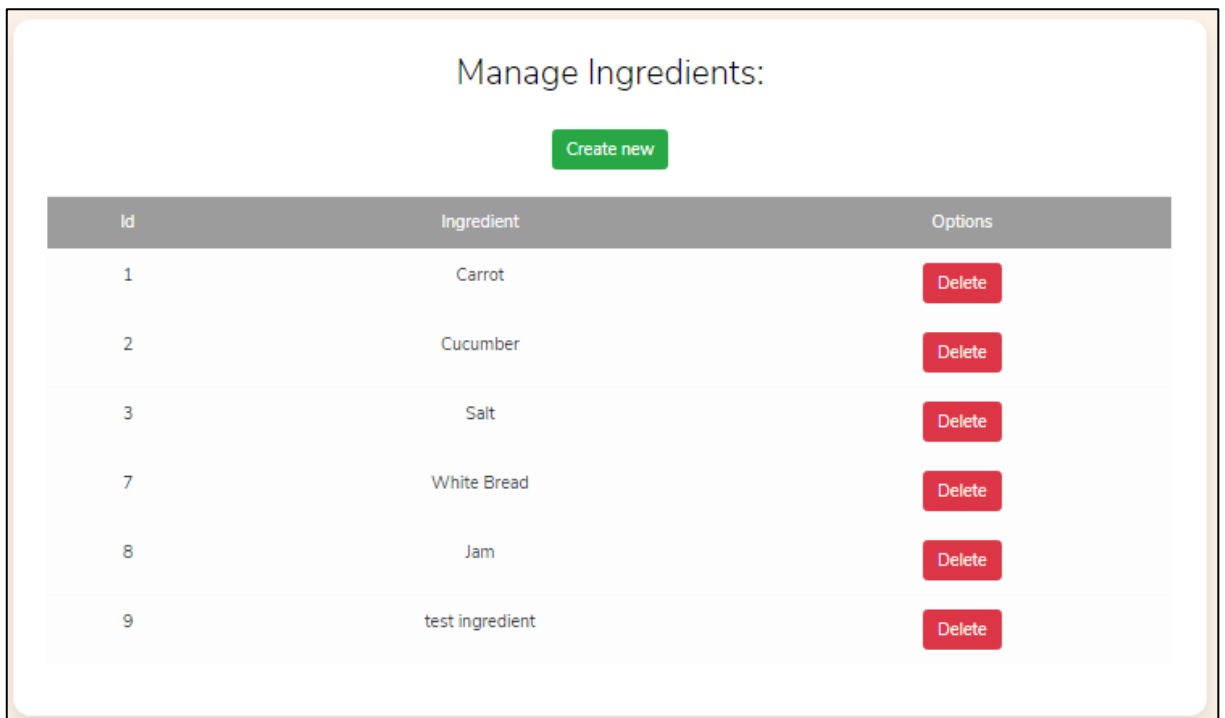 Manage Ingredients:
Create new
Id Ingredient Options
1 Carrot Delete
2 Cucumber Delete
3 Salt Delete
7 White Bread Delete
8 Jam Delete
9 test ingredient Delete